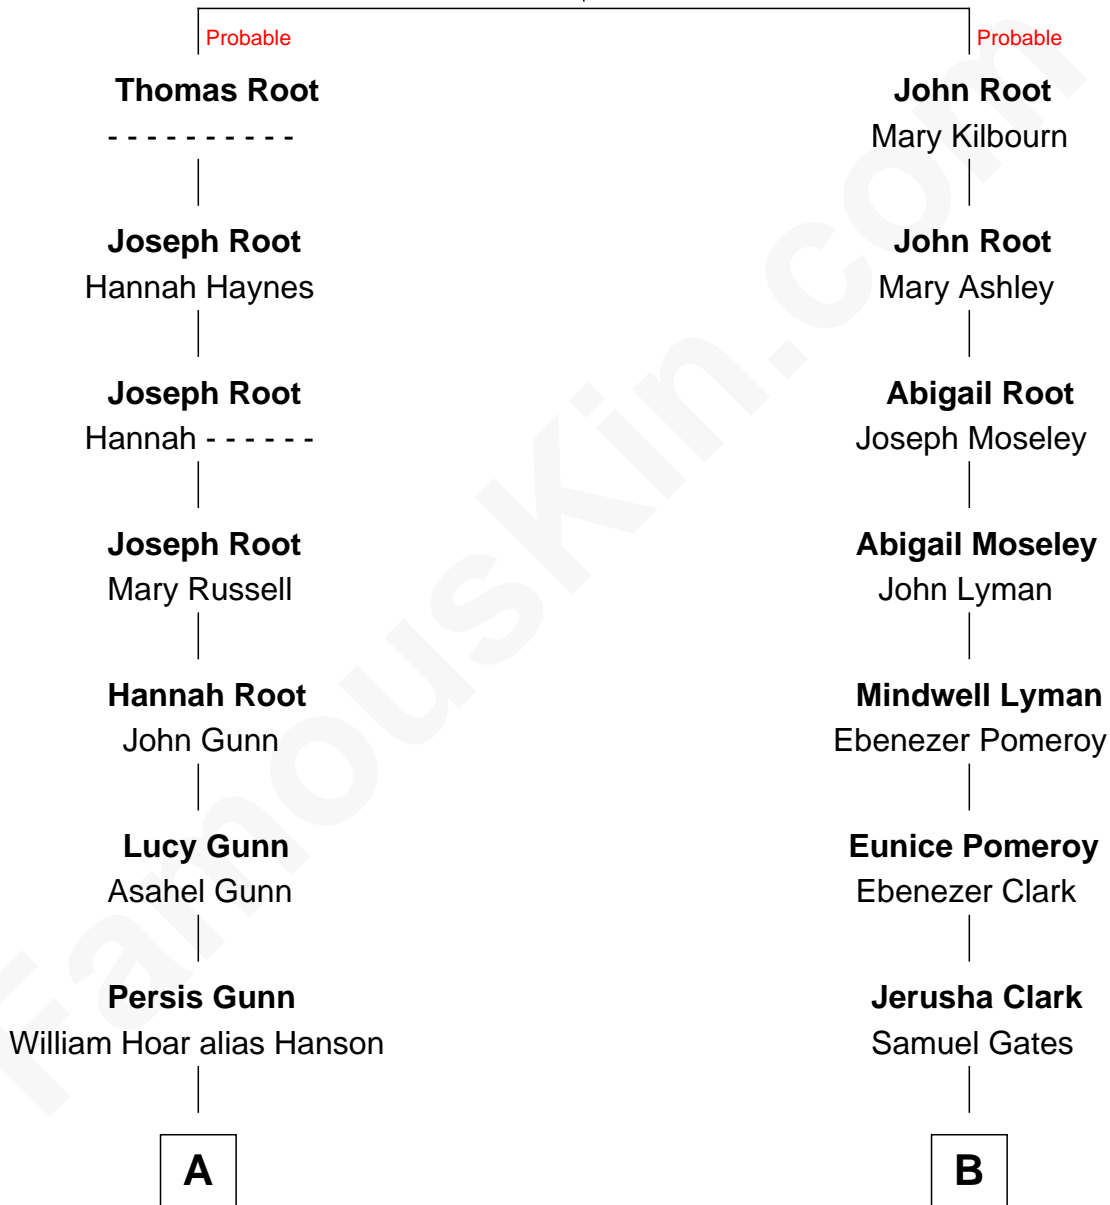 Probable
Probable
Thomas Root
- - - - - - - - - -
John Root
Mary Kilbourn
Joseph Root
Hannah Haynes
John Root
Mary Ashley
Joseph Root
Hannah - - - - - -
Abigail Root
Joseph Moseley
Joseph Root
Mary Russell
Abigail Moseley
John Lyman
Hannah Root
John Gunn
Mindwell Lyman
Ebenezer Pomeroy
Lucy Gunn
Asahel Gunn
Eunice Pomeroy
Ebenezer Clark
Persis Gunn
William Hoar alias Hanson
Jerusha Clark
Samuel Gates
A
B
FamousKin.com